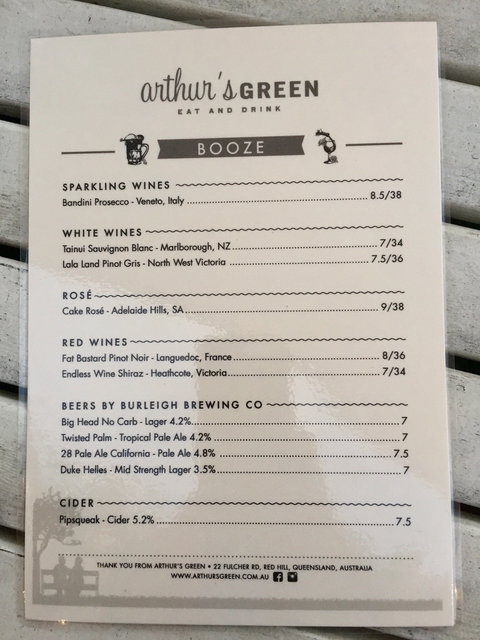 arthur's GREEN
EAT AND DRINK
BOOZE
SPARKLING WINES
Bandini Prosecco - Veneto, Italy 8.5/38
WHITE WINES
Tainui Sauvignon Blanc - Marlborough, NZ 7/34
Lala Land Pinot Gris - North West Victoria 7.5/36
ROSÉ
Cake Rosé - Adelaide Hills, SA 9/38
RED WINES
Fat Bastard Pinot Noir - Languedoc, France 8/36
Endless Wine Shiraz - Heathcote, Victoria 7/34
BEERS BY BURLEIGH BREWING CO
Big Head No Carb - Lager 4.2% 7
Twisted Palm - Tropical Pale Ale 4.2% 7
28 Pale Ale California - Pale Ale 4.8% 7.5
Duke Helles - Mid Strength Lager 3.5% 7
CIDER
Pipsqueak - Cider 5.2% 7.5
THANK YOU FROM ARTHUR'S GREEN • 22 FULCHER RD, RED HILL, QUEENSLAND, AUSTRALIA
WWW.ARTHURSGREEN.COM.AU